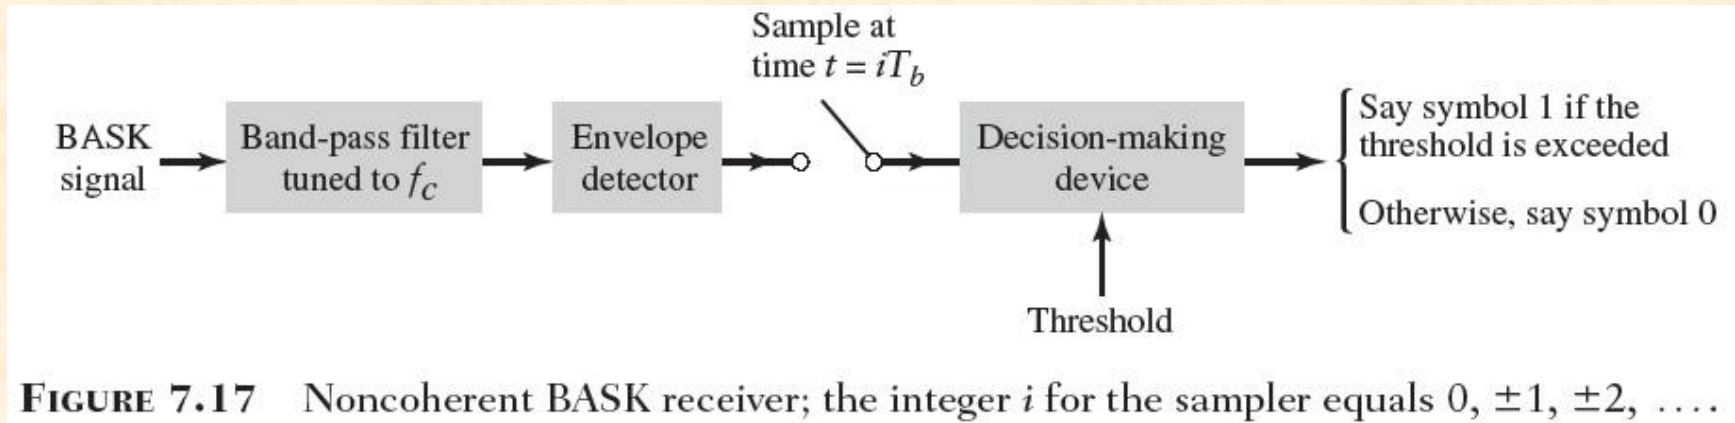 Sample at
time t = iT_b
BASK
signal
Band-pass filter
tuned to f_c
Envelope
detector
Decision-making
device
Say symbol 1 if the
threshold is exceeded
Otherwise, say symbol 0
Threshold
FIGURE 7.17 Noncoherent BASK receiver; the integer i for the sampler equals 0, ±1, ±2, ....